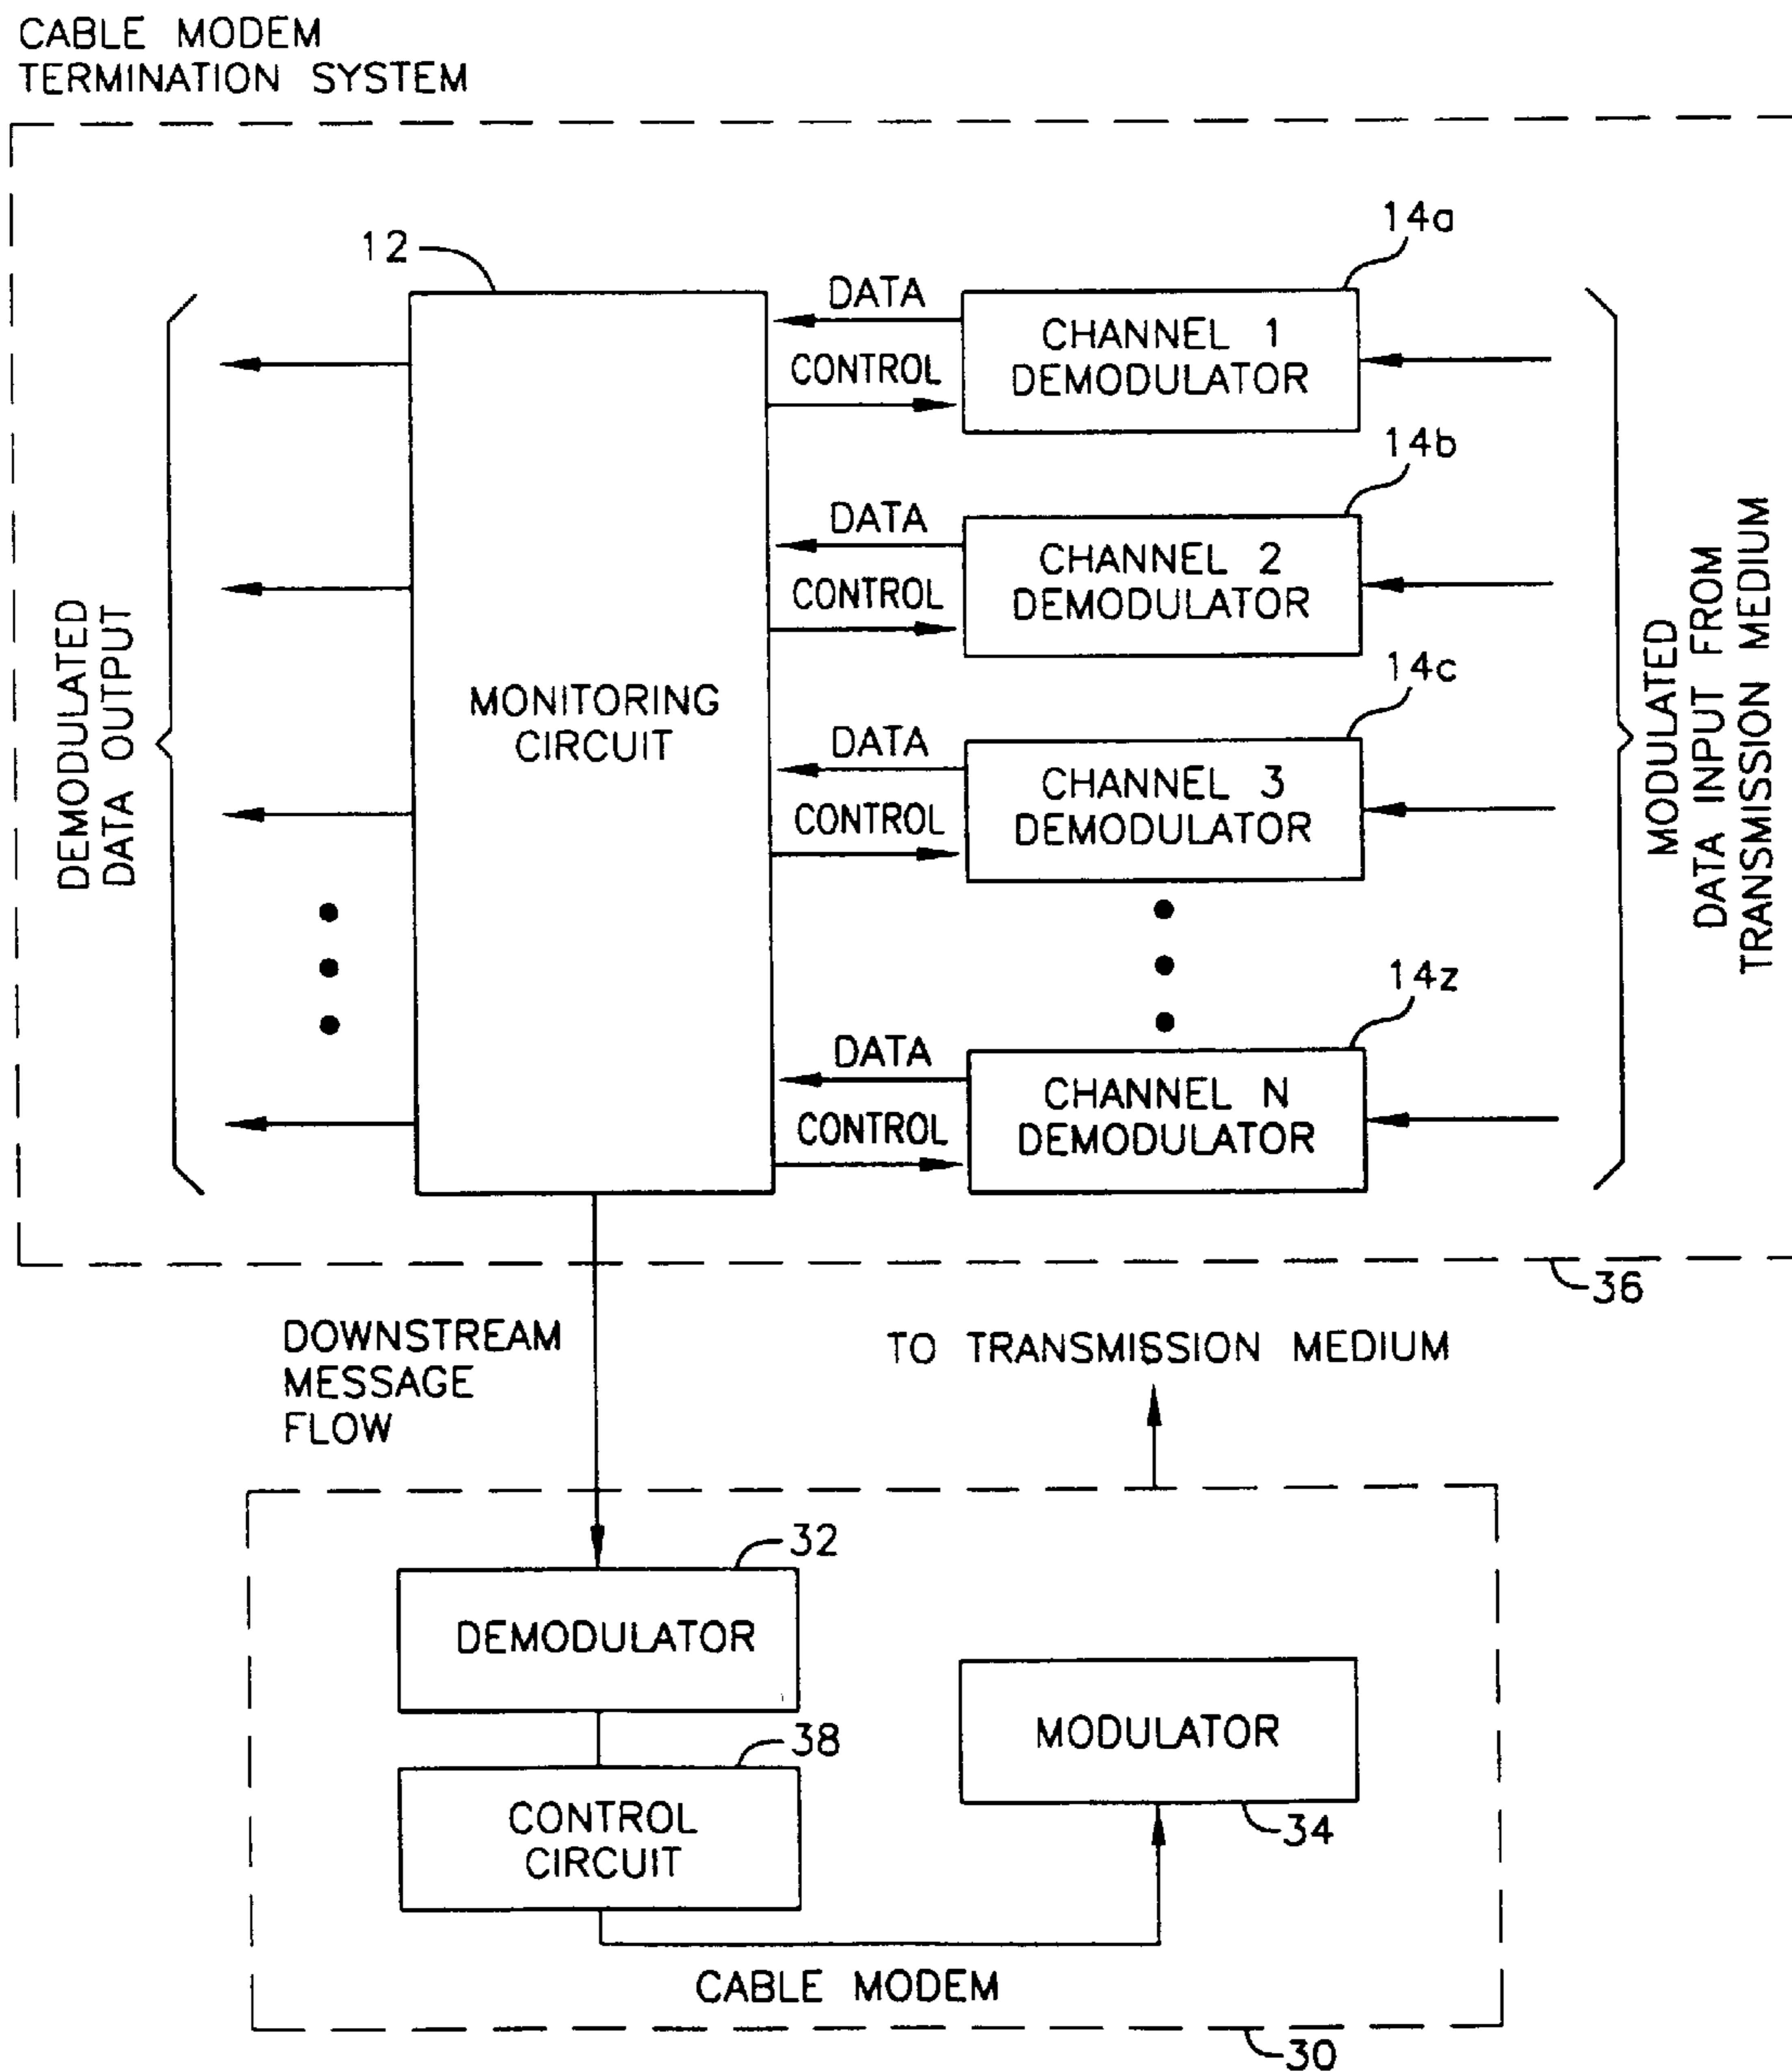 CABLE MODEM
TERMINATION SYSTEM
12
14a
DATA
CHANNEL 1
DEMODULATOR
CONTROL
14b
DATA
CHANNEL 2
DEMODULATOR
CONTROL
DEMODULATED
DATA OUTPUT
MONITORING
CIRCUIT
14c
DATA
CHANNEL 3
DEMODULATOR
CONTROL
MODULATED
DATA INPUT FROM
TRANSMISSION MEDIUM
14z
DATA
CHANNEL N
DEMODULATOR
CONTROL
36
DOWNSTREAM
MESSAGE
FLOW
TO TRANSMISSION MEDIUM
32
DEMODULATOR
38
MODULATOR
34
CONTROL
CIRCUIT
CABLE MODEM
30